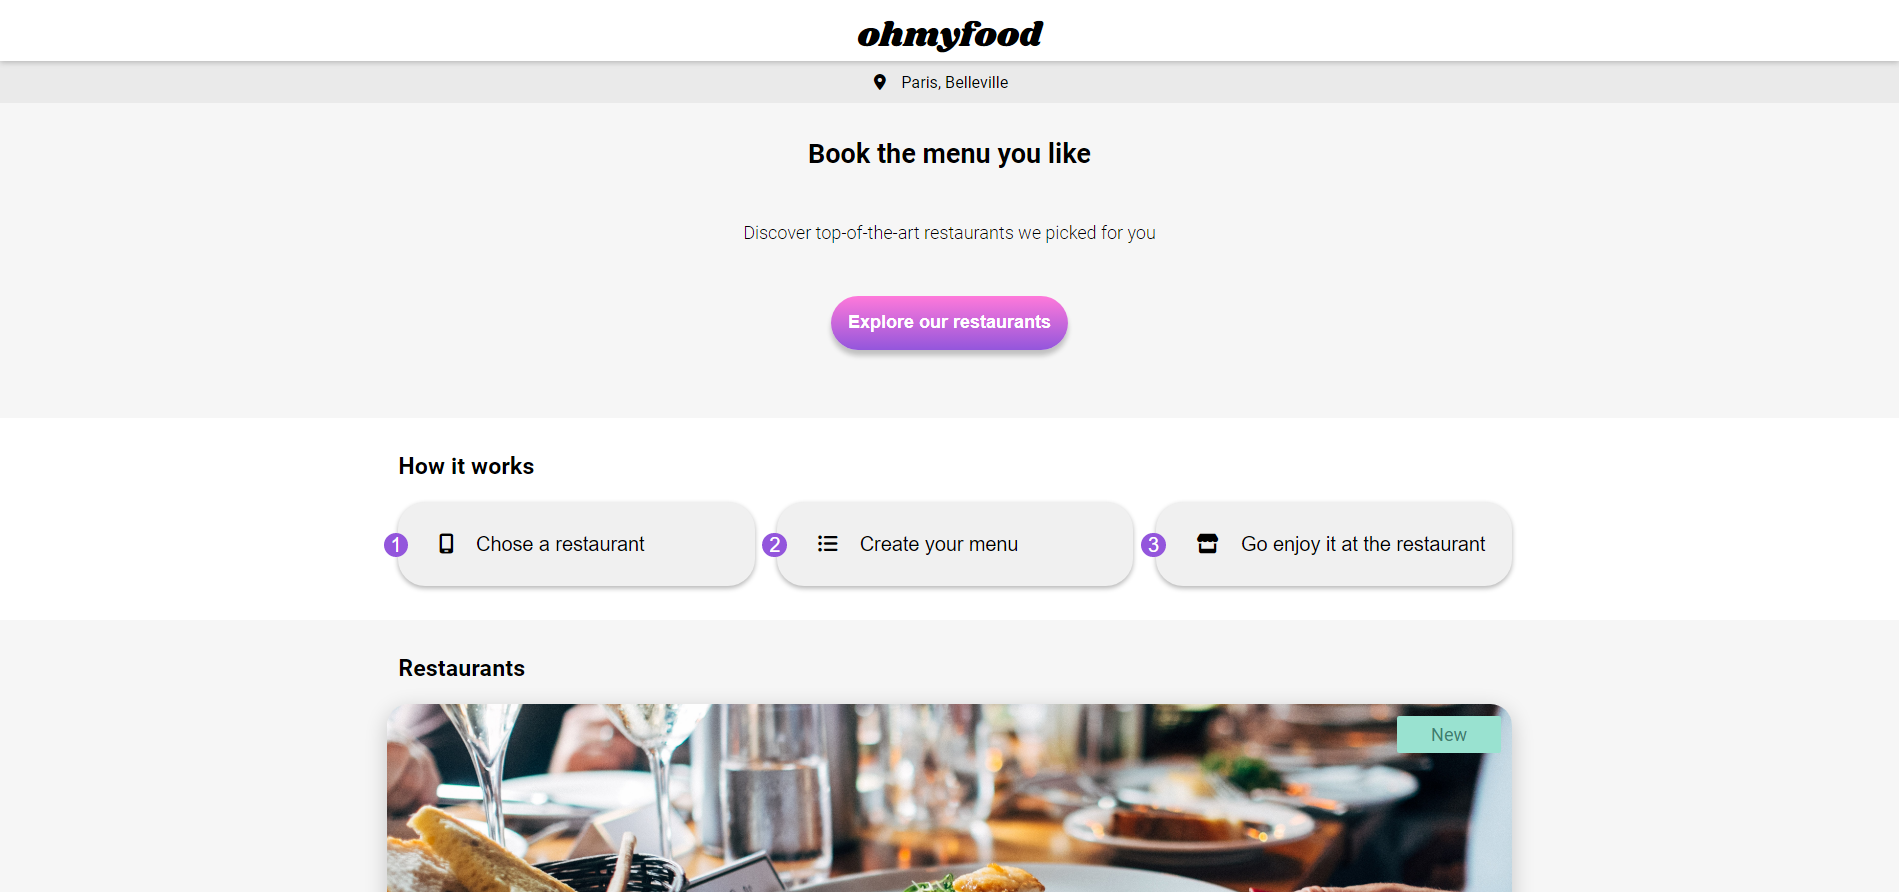 ohmyfood
Paris, Belleville
Book the menu you like
Discover top-of-the-art restaurants we picked for you
Explore our restaurants
How it works
1 Chose a restaurant
2 Create your menu
3 Go enjoy it at the restaurant
Restaurants
New